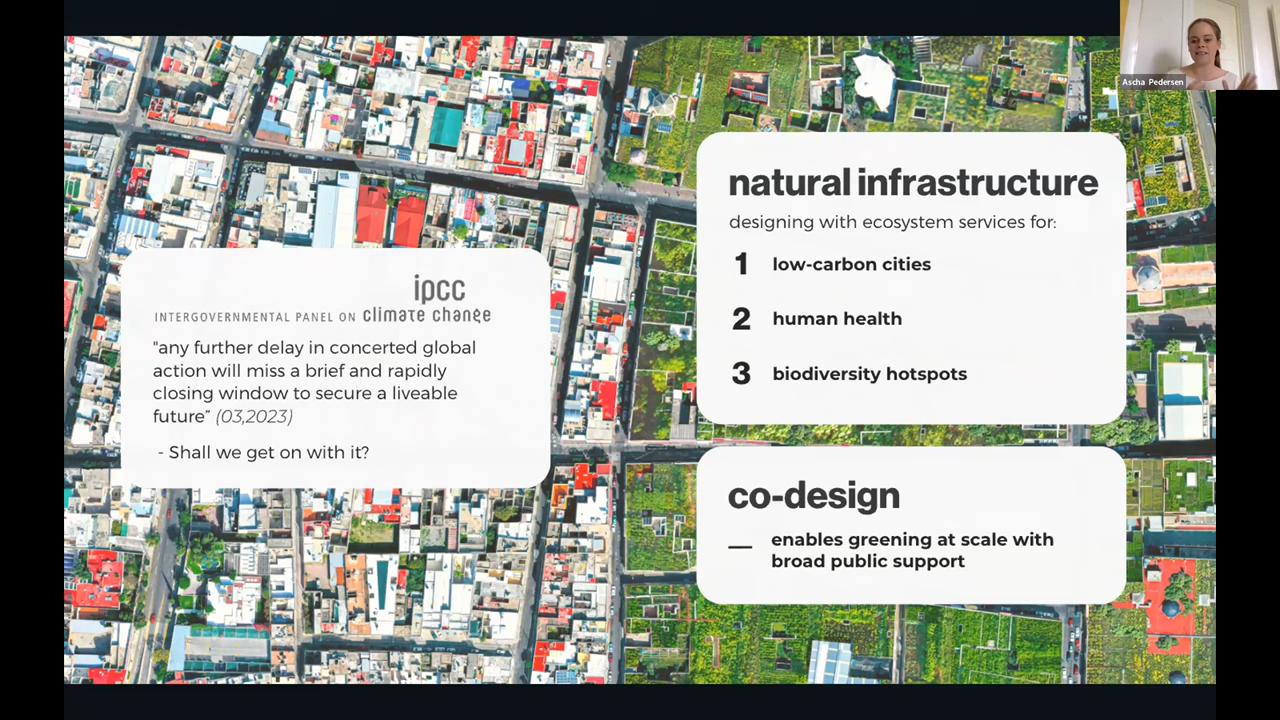 ipcc
INTERGOVERNMENTAL PANEL ON climate change
"any further delay in concerted global
action will miss a brief and rapidly
closing window to secure a liveable
future” (03,2023)
- Shall we get on with it?
natural infrastructure
designing with ecosystem services for:
1 low-carbon cities
2 human health
3 biodiversity hotspots
co-design
— enables greening at scale with
broad public support
Ascha Pedersen